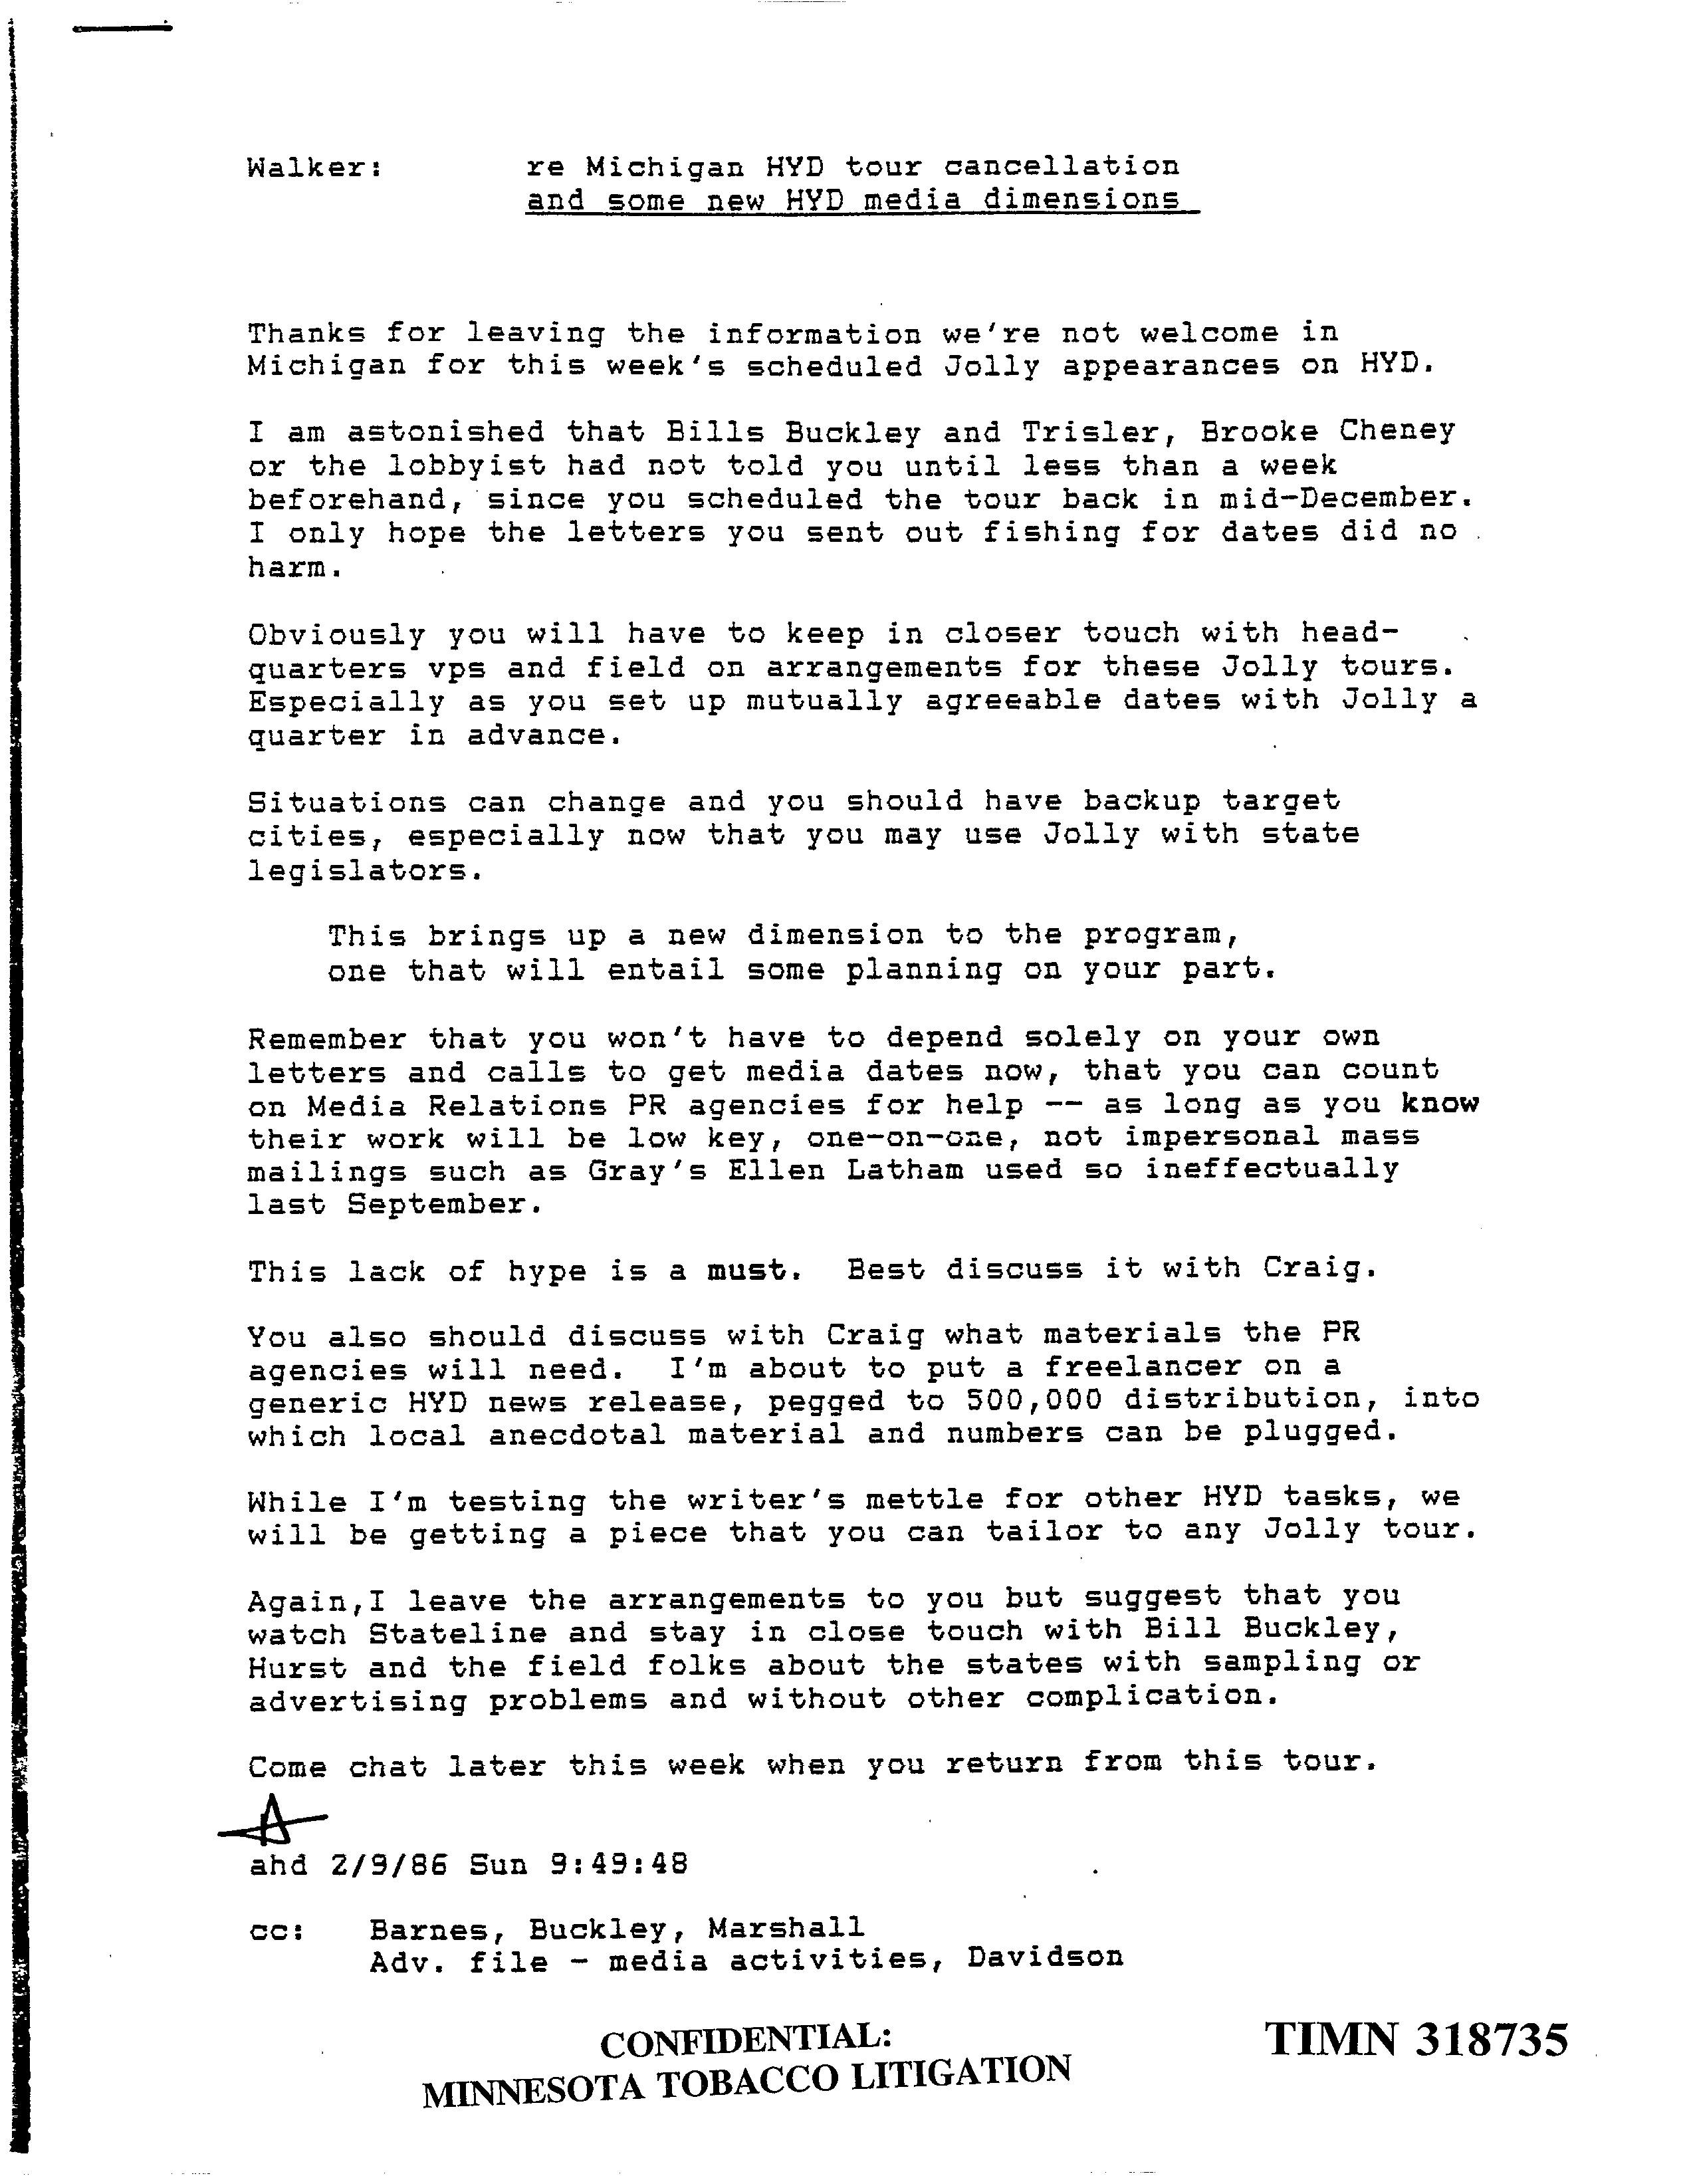 Walker: re Michigan HYD tour cancellation
and some new HYD media dimensions
Thanks for leaving the information we're not welcome in
Michigan for this week's scheduled Jolly appearances on HYD.
I am astonished that Bills Buckley and Trisler, Brooke Cheney
or the lobbyist had not told you until less than a week
beforehand, since you scheduled the tour back in mid-December.
I only hope the letters you sent out fishing for dates did no
harm.
Obviously you will have to keep in closer touch with head-
quarters vps and field on arrangements for these Jolly tours.
Especially as you set up mutually agreeable dates with Jolly a
quarter in advance.
Situations can change and you should have backup target
cities, especially now that you may use Jolly with state
legislators.
This brings up a new dimension to the program,
one that will entail some planning on your part.
Remember that you won't have to depend solely on your own
letters and calls to get media dates now, that you can count
on Media Relations PR agencies for help -- as long as you know
their work will be low key, one-on-one, not impersonal mass
mailings such as Gray's Ellen Latham used so ineffectually
last September.
This lack of hype is a must. Best discuss it with Craig.
You also should discuss with Craig what materials the PR
agencies will need. I'm about to put a freelancer on a
generic HYD news release, pegged to 500,000 distribution, into
which local anecdotal material and numbers can be plugged.
While I'm testing the writer's mettle for other HYD tasks, we
will be getting a piece that you can tailor to any Jolly tour.
Again,I leave the arrangements to you but suggest that you
watch Stateline and stay in close touch with Bill Buckley,
Hurst and the field folks about the states with sampling or
advertising problems and without other complication.
Come chat later this week when you return from this tour.
A
ahd 2/9/86 Sun 9:49:48
cc: Barnes, Buckley, Marshall
Adv. file - media activities, Davidson
CONFIDENTIAL:
MINNESOTA TOBACCO LITIGATION
TIMN 318735